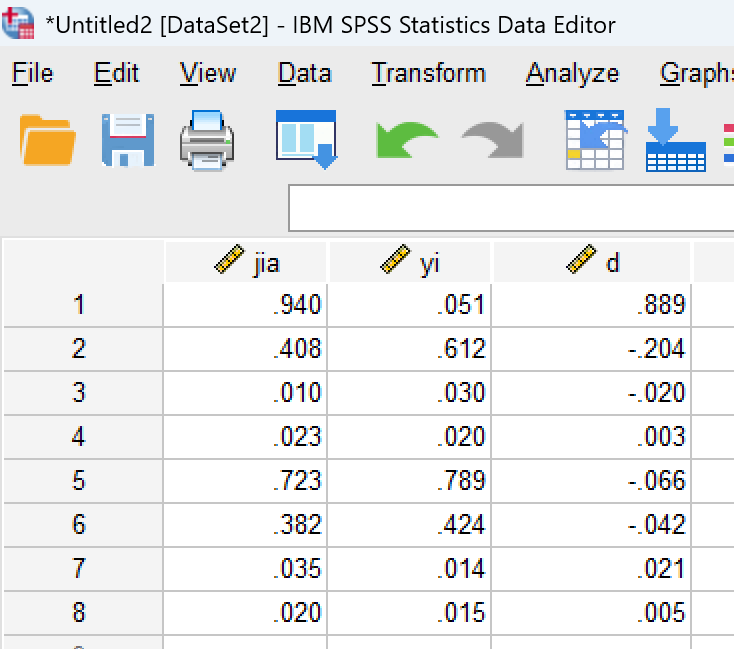 *Untitled2 [DataSet2] - IBM SPSS Statistics Data Editor
File Edit View Data Transform Analyze Graphs
jia yi d
1 .940 .051 .889
2 .408 .612 -.204
3 .010 .030 -.020
4 .023 .020 .003
5 .723 .789 -.066
6 .382 .424 -.042
7 .035 .014 .021
8 .020 .015 .005